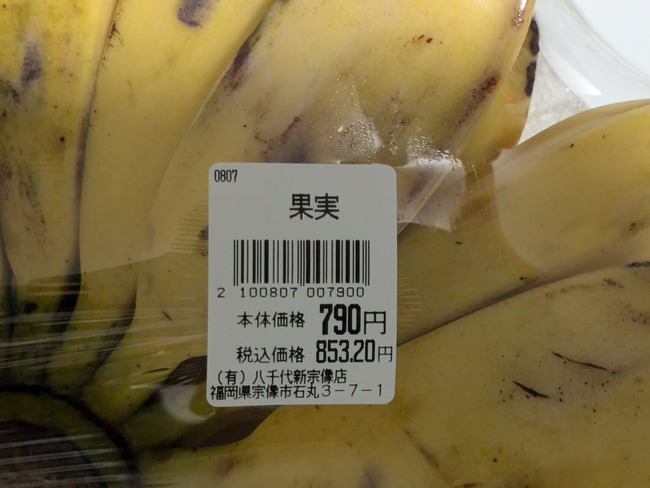 0807
果実
2 100807 007900
本体価格 790円
税込価格 853.20円
(有) 八千代新宗像店
福岡県宗像市石丸3-7-1